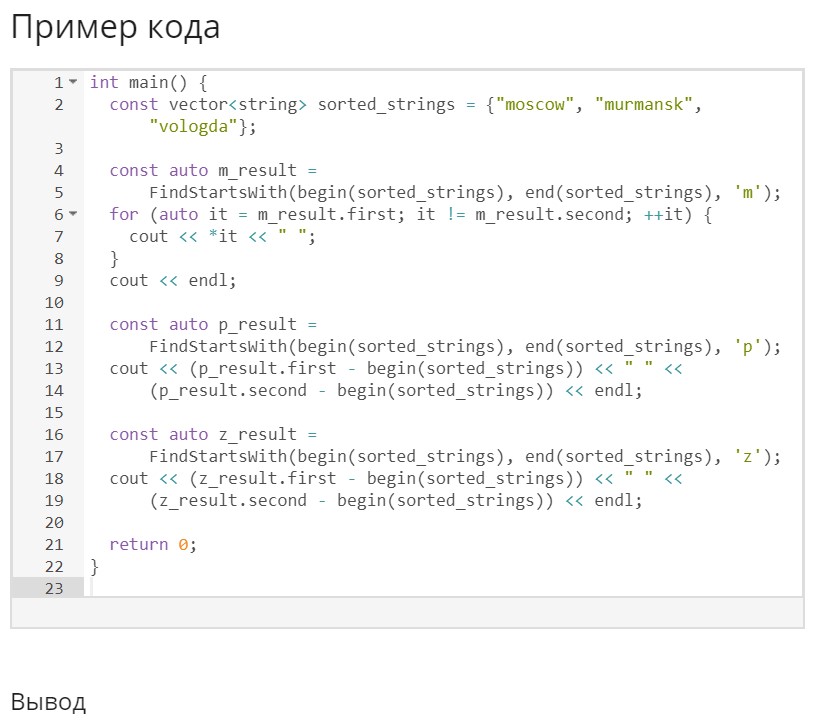 Пример кода
1 int main() {
2   const vector<string> sorted_strings = {"moscow", "murmansk",
        "vologda"};
3
4   const auto m_result =
5       FindStartsWith(begin(sorted_strings), end(sorted_strings), 'm');
6   for (auto it = m_result.first; it != m_result.second; ++it) {
7     cout << *it << " ";
8   }
9   cout << endl;
10
11   const auto p_result =
12       FindStartsWith(begin(sorted_strings), end(sorted_strings), 'p');
13   cout << (p_result.first - begin(sorted_strings)) << " " <<
14       (p_result.second - begin(sorted_strings)) << endl;
15
16   const auto z_result =
17       FindStartsWith(begin(sorted_strings), end(sorted_strings), 'z');
18   cout << (z_result.first - begin(sorted_strings)) << " " <<
19       (z_result.second - begin(sorted_strings)) << endl;
20
21   return 0;
22 }
23
Вывод